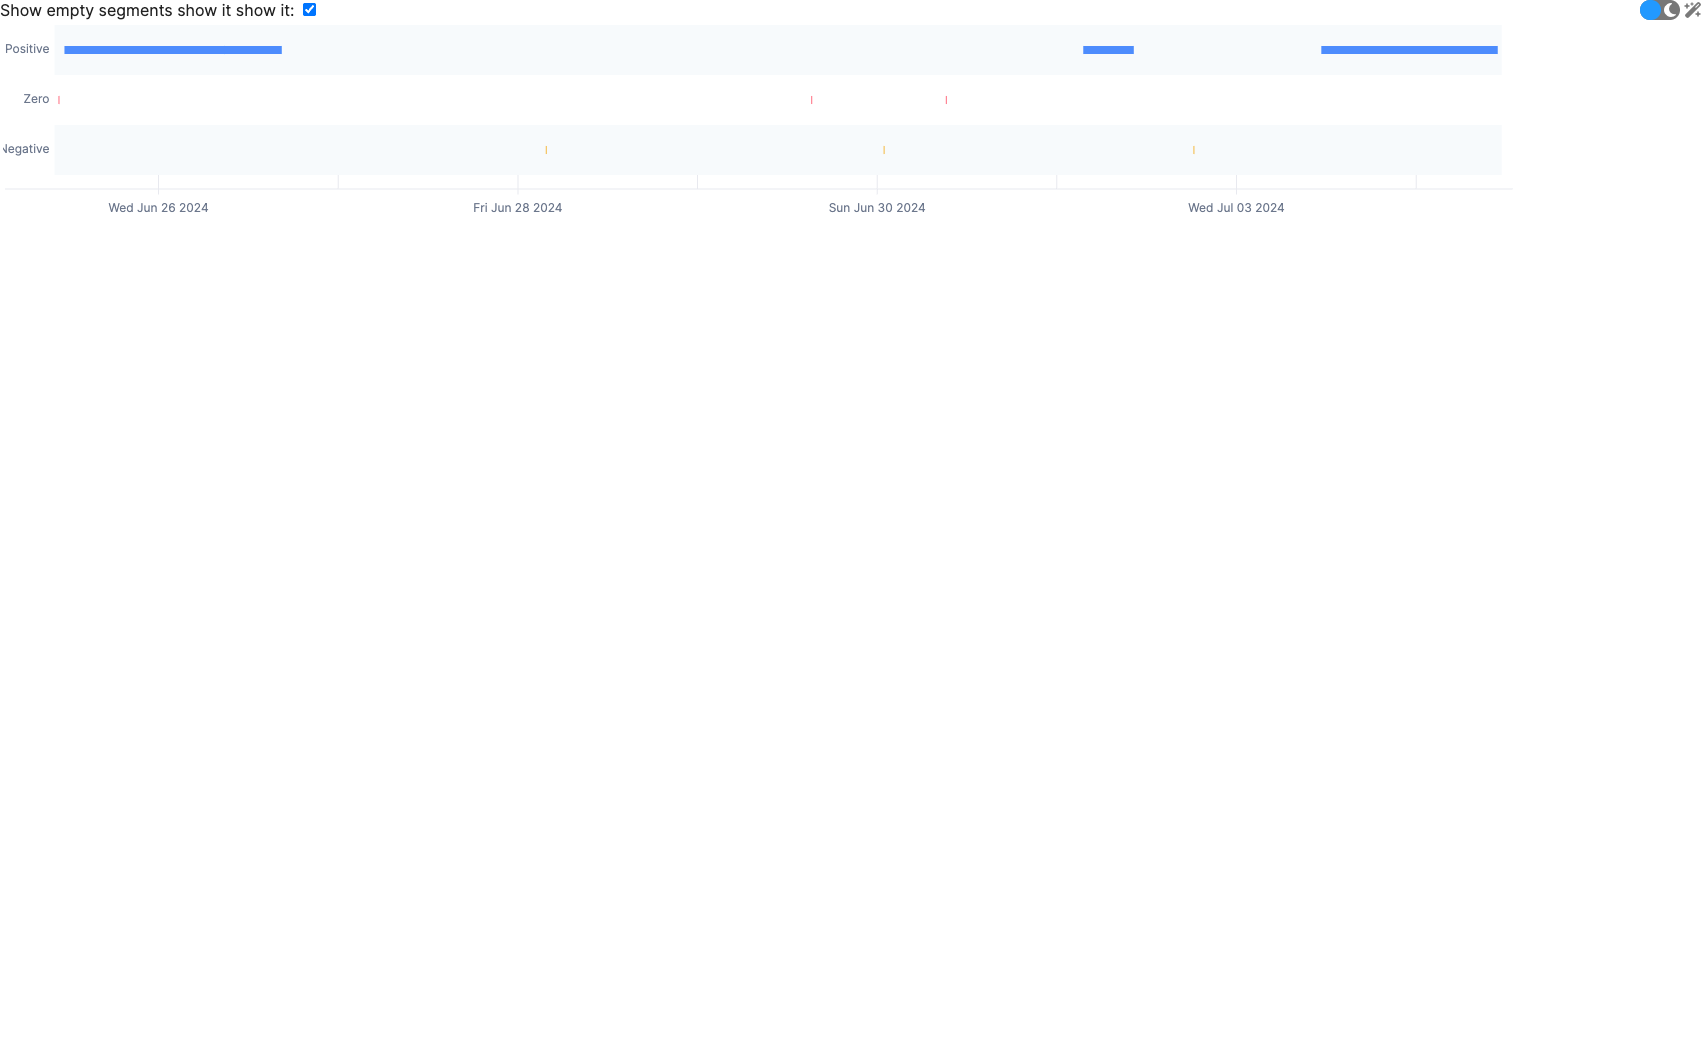 Show empty segments show it show it:
Positive
Zero
Negative
Wed Jun 26 2024
Fri Jun 28 2024
Sun Jun 30 2024
Wed Jul 03 2024